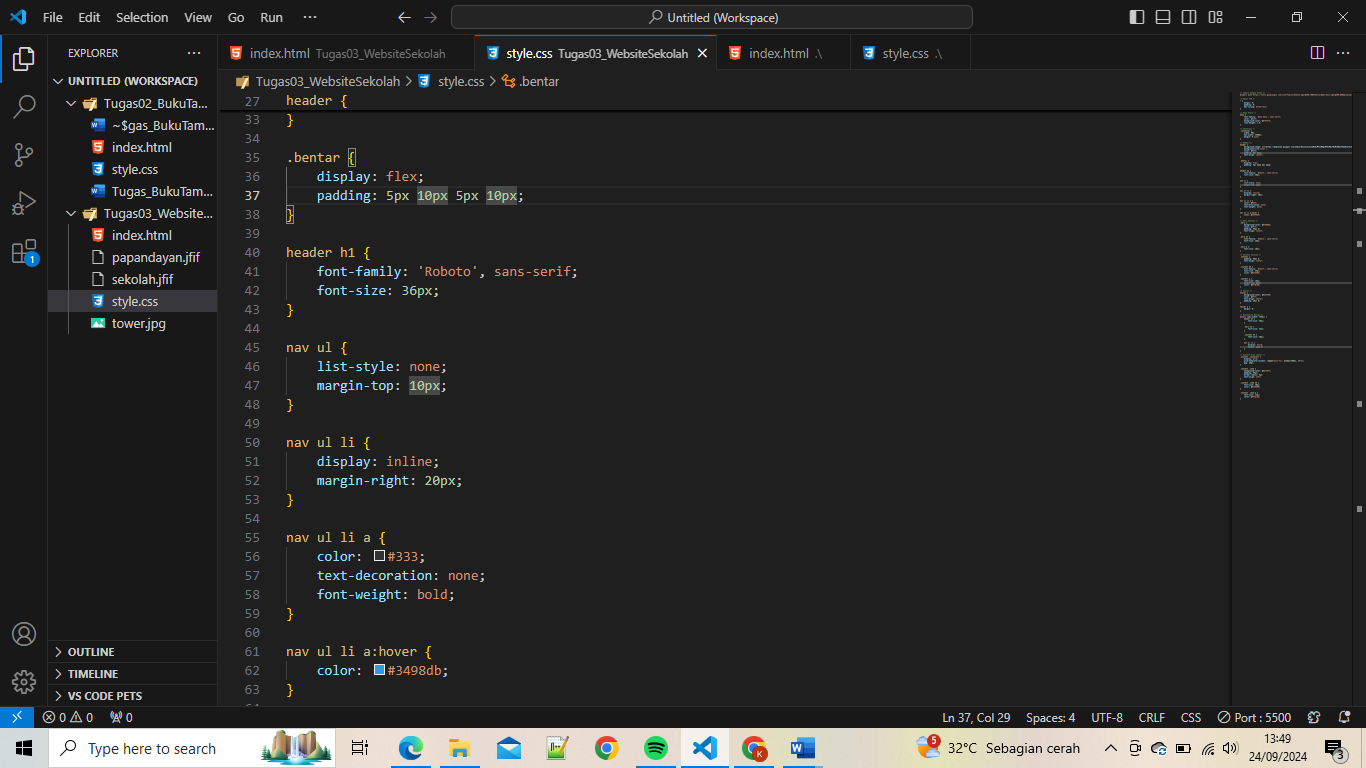 File Edit Selection View Go Run ··· Untitled (Workspace)
EXPLORER ···
index.html Tugas03_WebsiteSekolah
style.css Tugas03_WebsiteSekolah
index.html .\
style.css .\
UNTITLED (WORKSPACE)
Tugas02_BukuTa...
~$gas_BukuTam...
index.html
style.css
Tugas_BukuTam...
Tugas03_Website...
index.html
papandayan.jfif
sekolah.jfif
style.css
tower.jpg
OUTLINE
TIMELINE
VS CODE PETS
1
Tugas03_WebsiteSekolah > style.css > .bentar
27 header {
33 }
34
35 .bentar {
36 display: flex;
37 padding: 5px 10px 5px 10px;
38 }
39
40 header h1 {
41 font-family: 'Roboto', sans-serif;
42 font-size: 36px;
43 }
44
45 nav ul {
46 list-style: none;
47 margin-top: 10px;
48 }
49
50 nav ul li {
51 display: inline;
52 margin-right: 20px;
53 }
54
55 nav ul li a {
56 color: #333;
57 text-decoration: none;
58 font-weight: bold;
59 }
60
61 nav ul li a:hover {
62 color: #3498db;
63 }
0 0 0 Ln 37, Col 29 Spaces: 4 UTF-8 CRLF CSS Port : 5500
Type here to search 5 32°C Sebagian cerah 13:49
24/09/2024 3